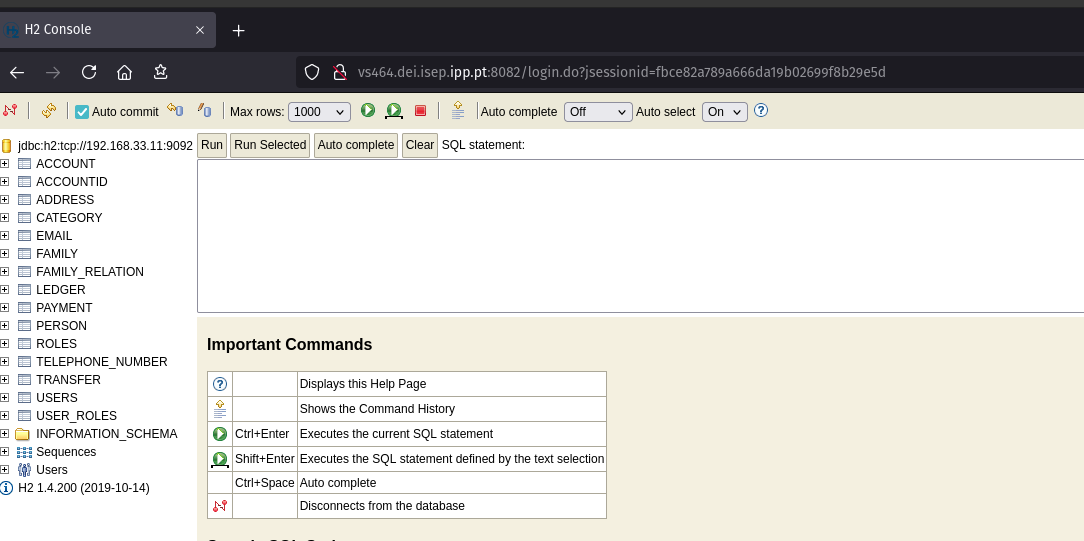 H2 Console
vs464.dei.isep.ipp.pt:8082/login.do?jsessionid=fbce82a789a666da19b02699f8b29e5d
Auto commit Max rows: 1000 Auto complete Off Auto select On
jdbc:h2:tcp://192.168.33.11:9092
ACCOUNT
ACCOUNTID
ADDRESS
CATEGORY
EMAIL
FAMILY
FAMILY_RELATION
LEDGER
PAYMENT
PERSON
ROLES
TELEPHONE_NUMBER
TRANSFER
USERS
USER_ROLES
INFORMATION_SCHEMA
Sequences
Users
H2 1.4.200 (2019-10-14)
Run Run Selected Auto complete Clear SQL statement:
Important Commands
Displays this Help Page
Shows the Command History
Ctrl+Enter Executes the current SQL statement
Shift+Enter Executes the SQL statement defined by the text selection
Ctrl+Space Auto complete
Disconnects from the database